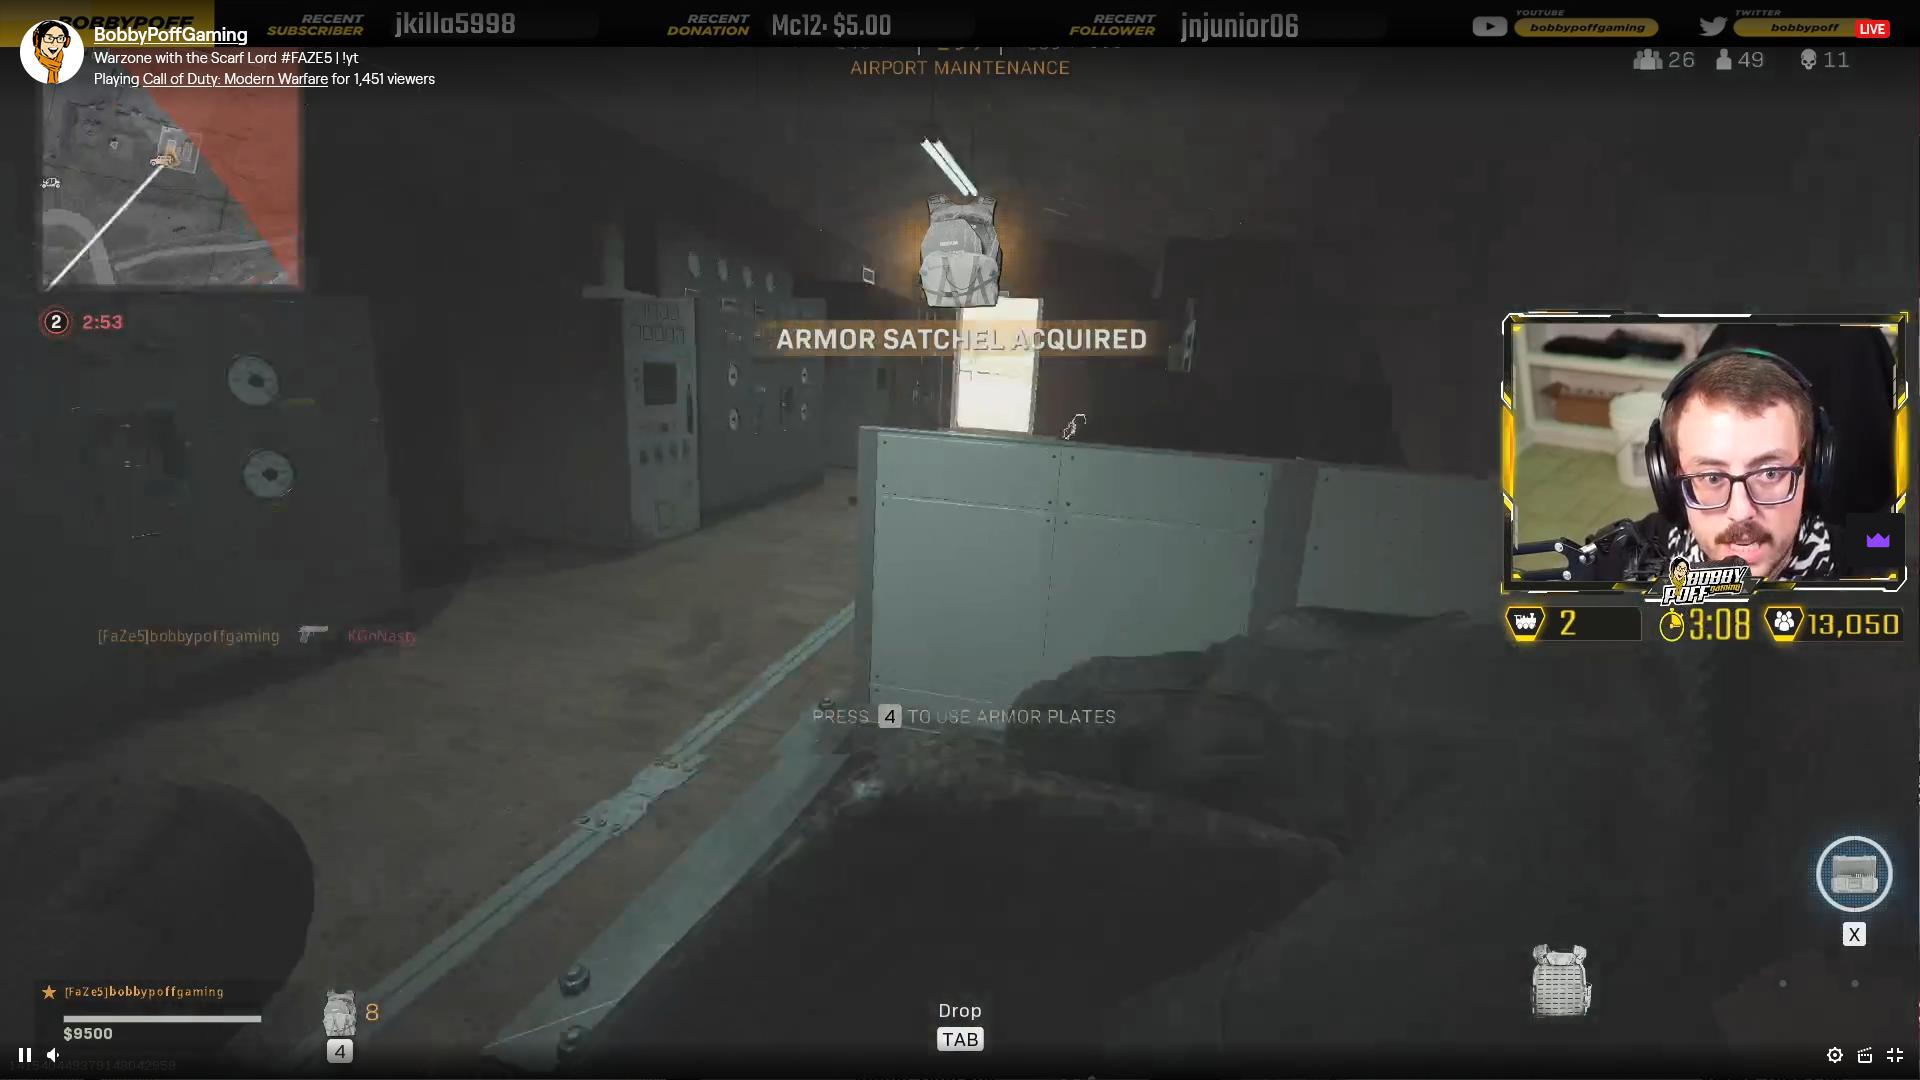 BOBBYPOFF
RECENT SUBSCRIBER
jkilla5998
RECENT DONATION
Mc12: $5.00
RECENT FOLLOWER
jnjunior06
YOUTUBE
bobbypoffgaming
TWITTER
bobbypoff
LIVE
BobbyPoffGaming
Warzone with the Scarf Lord #FAZE5 | !yt
Playing Call of Duty: Modern Warfare for 1,451 viewers
AIRPORT MAINTENANCE
26 49 11
2 2:53
ARMOR SATCHEL ACQUIRED
[FaZe5]bobbypoffgaming KGnNasty
PRESS 4 TO USE ARMOR PLATES
BOBBY POFF gaming
2 3:08 13,050
X
[FaZe5]bobbypoffgaming
$9500
8
4
Drop
TAB